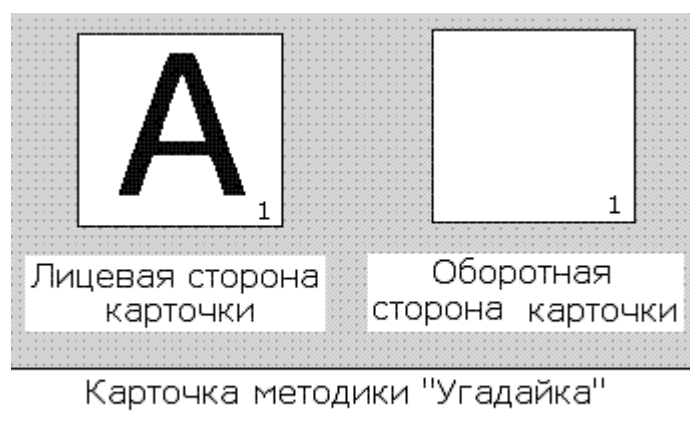 А
1
1
Лицевая сторона
карточки
Оборотная
сторона карточки
Карточка методики "Угадайка"